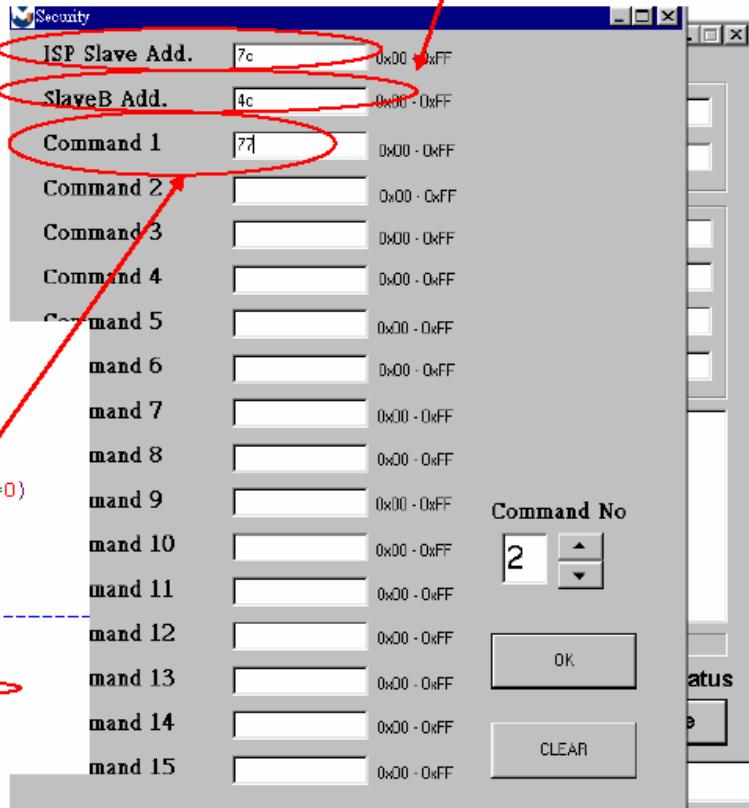 Security
ISP Slave Add. 7c 0x00 - 0xFF
SlaveB Add. 4c 0x00 - 0xFF
Command 1 77 0x00 - 0xFF
Command 2 0x00 - 0xFF
Command 3 0x00 - 0xFF
Command 4 0x00 - 0xFF
Command 5 0x00 - 0xFF
mand 6 0x00 - 0xFF
mand 7 0x00 - 0xFF
mand 8 0x00 - 0xFF
=0) mand 9 0x00 - 0xFF Command No
mand 10 0x00 - 0xFF 2
mand 11 0x00 - 0xFF
mand 12 0x00 - 0xFF
mand 13 0x00 - 0xFF OK atus
mand 14 0x00 - 0xFF CLEAR e
mand 15 0x00 - 0xFF